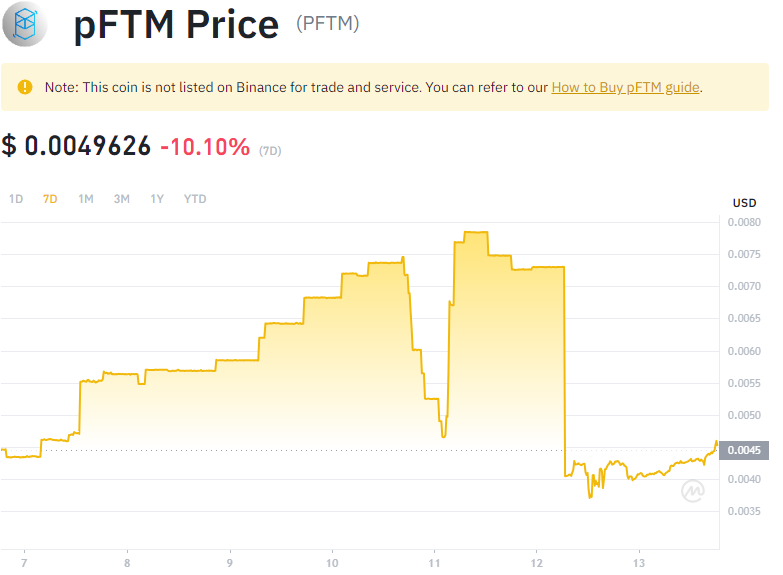 pFTM Price (PFTM)
Note: This coin is not listed on Binance for trade and service. You can refer to our How to Buy pFTM guide.
$ 0.0049626 -10.10% (7D)
1D 7D 1M 3M 1Y YTD
USD
0.0080
0.0075
0.0070
0.0065
0.0060
0.0055
0.0050
0.0045
0.0040
0.0035
7 8 9 10 11 12 13